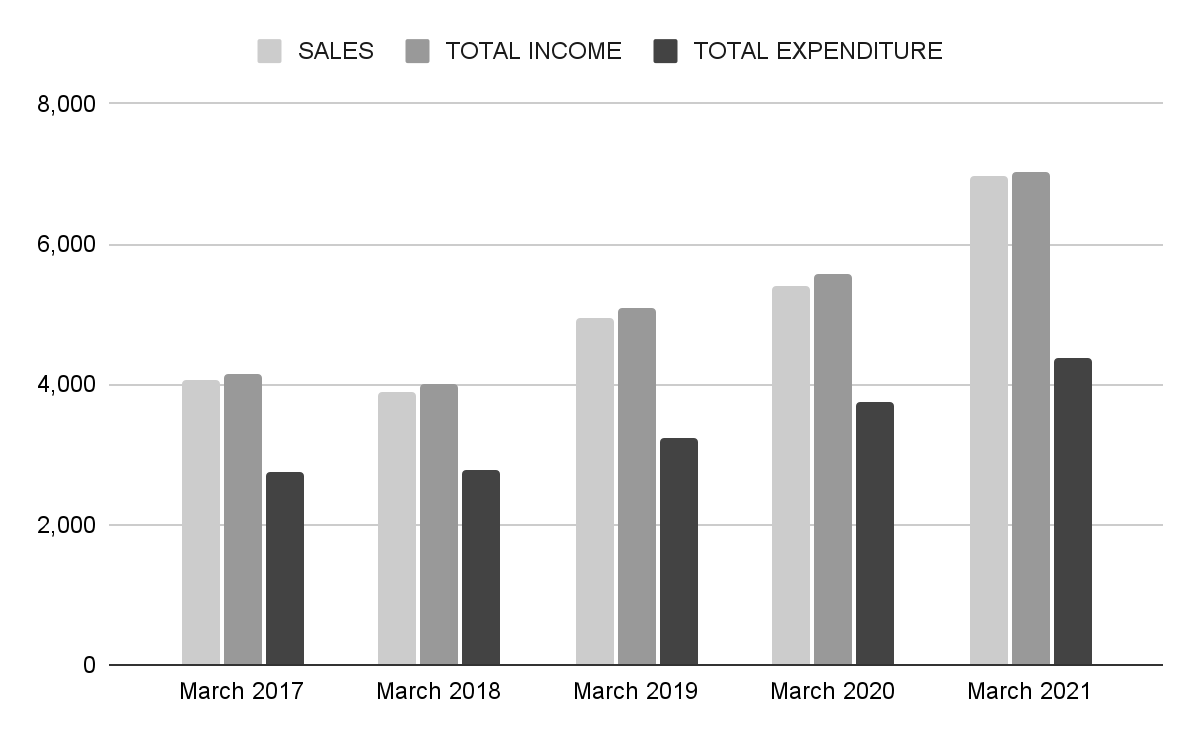 SALES TOTAL INCOME TOTAL EXPENDITURE
8,000
6,000
4,000
2,000
0
March 2017 March 2018 March 2019 March 2020 March 2021